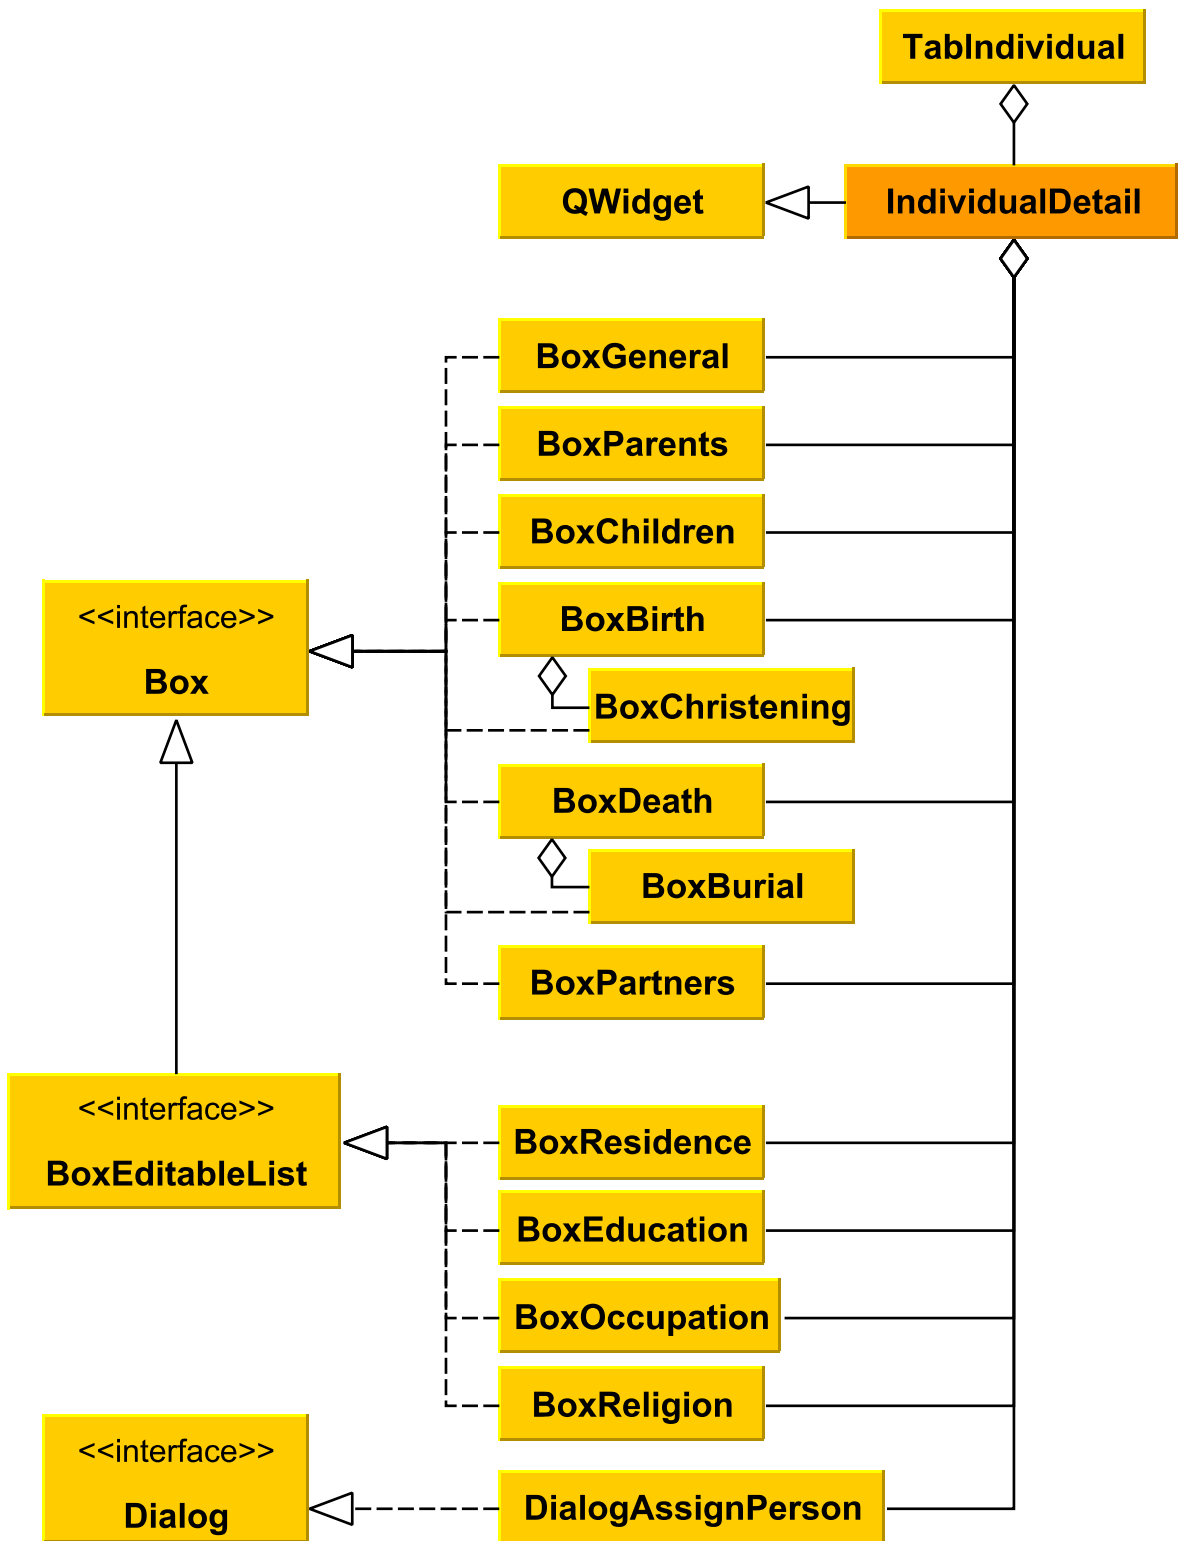 TabIndividual
QWidget
IndividualDetail
BoxGeneral
BoxParents
BoxChildren
<<interface>>
Box
BoxBirth
BoxChristening
BoxDeath
BoxBurial
BoxPartners
<<interface>>
BoxEditableList
BoxResidence
BoxEducation
BoxOccupation
BoxReligion
<<interface>>
Dialog
DialogAssignPerson